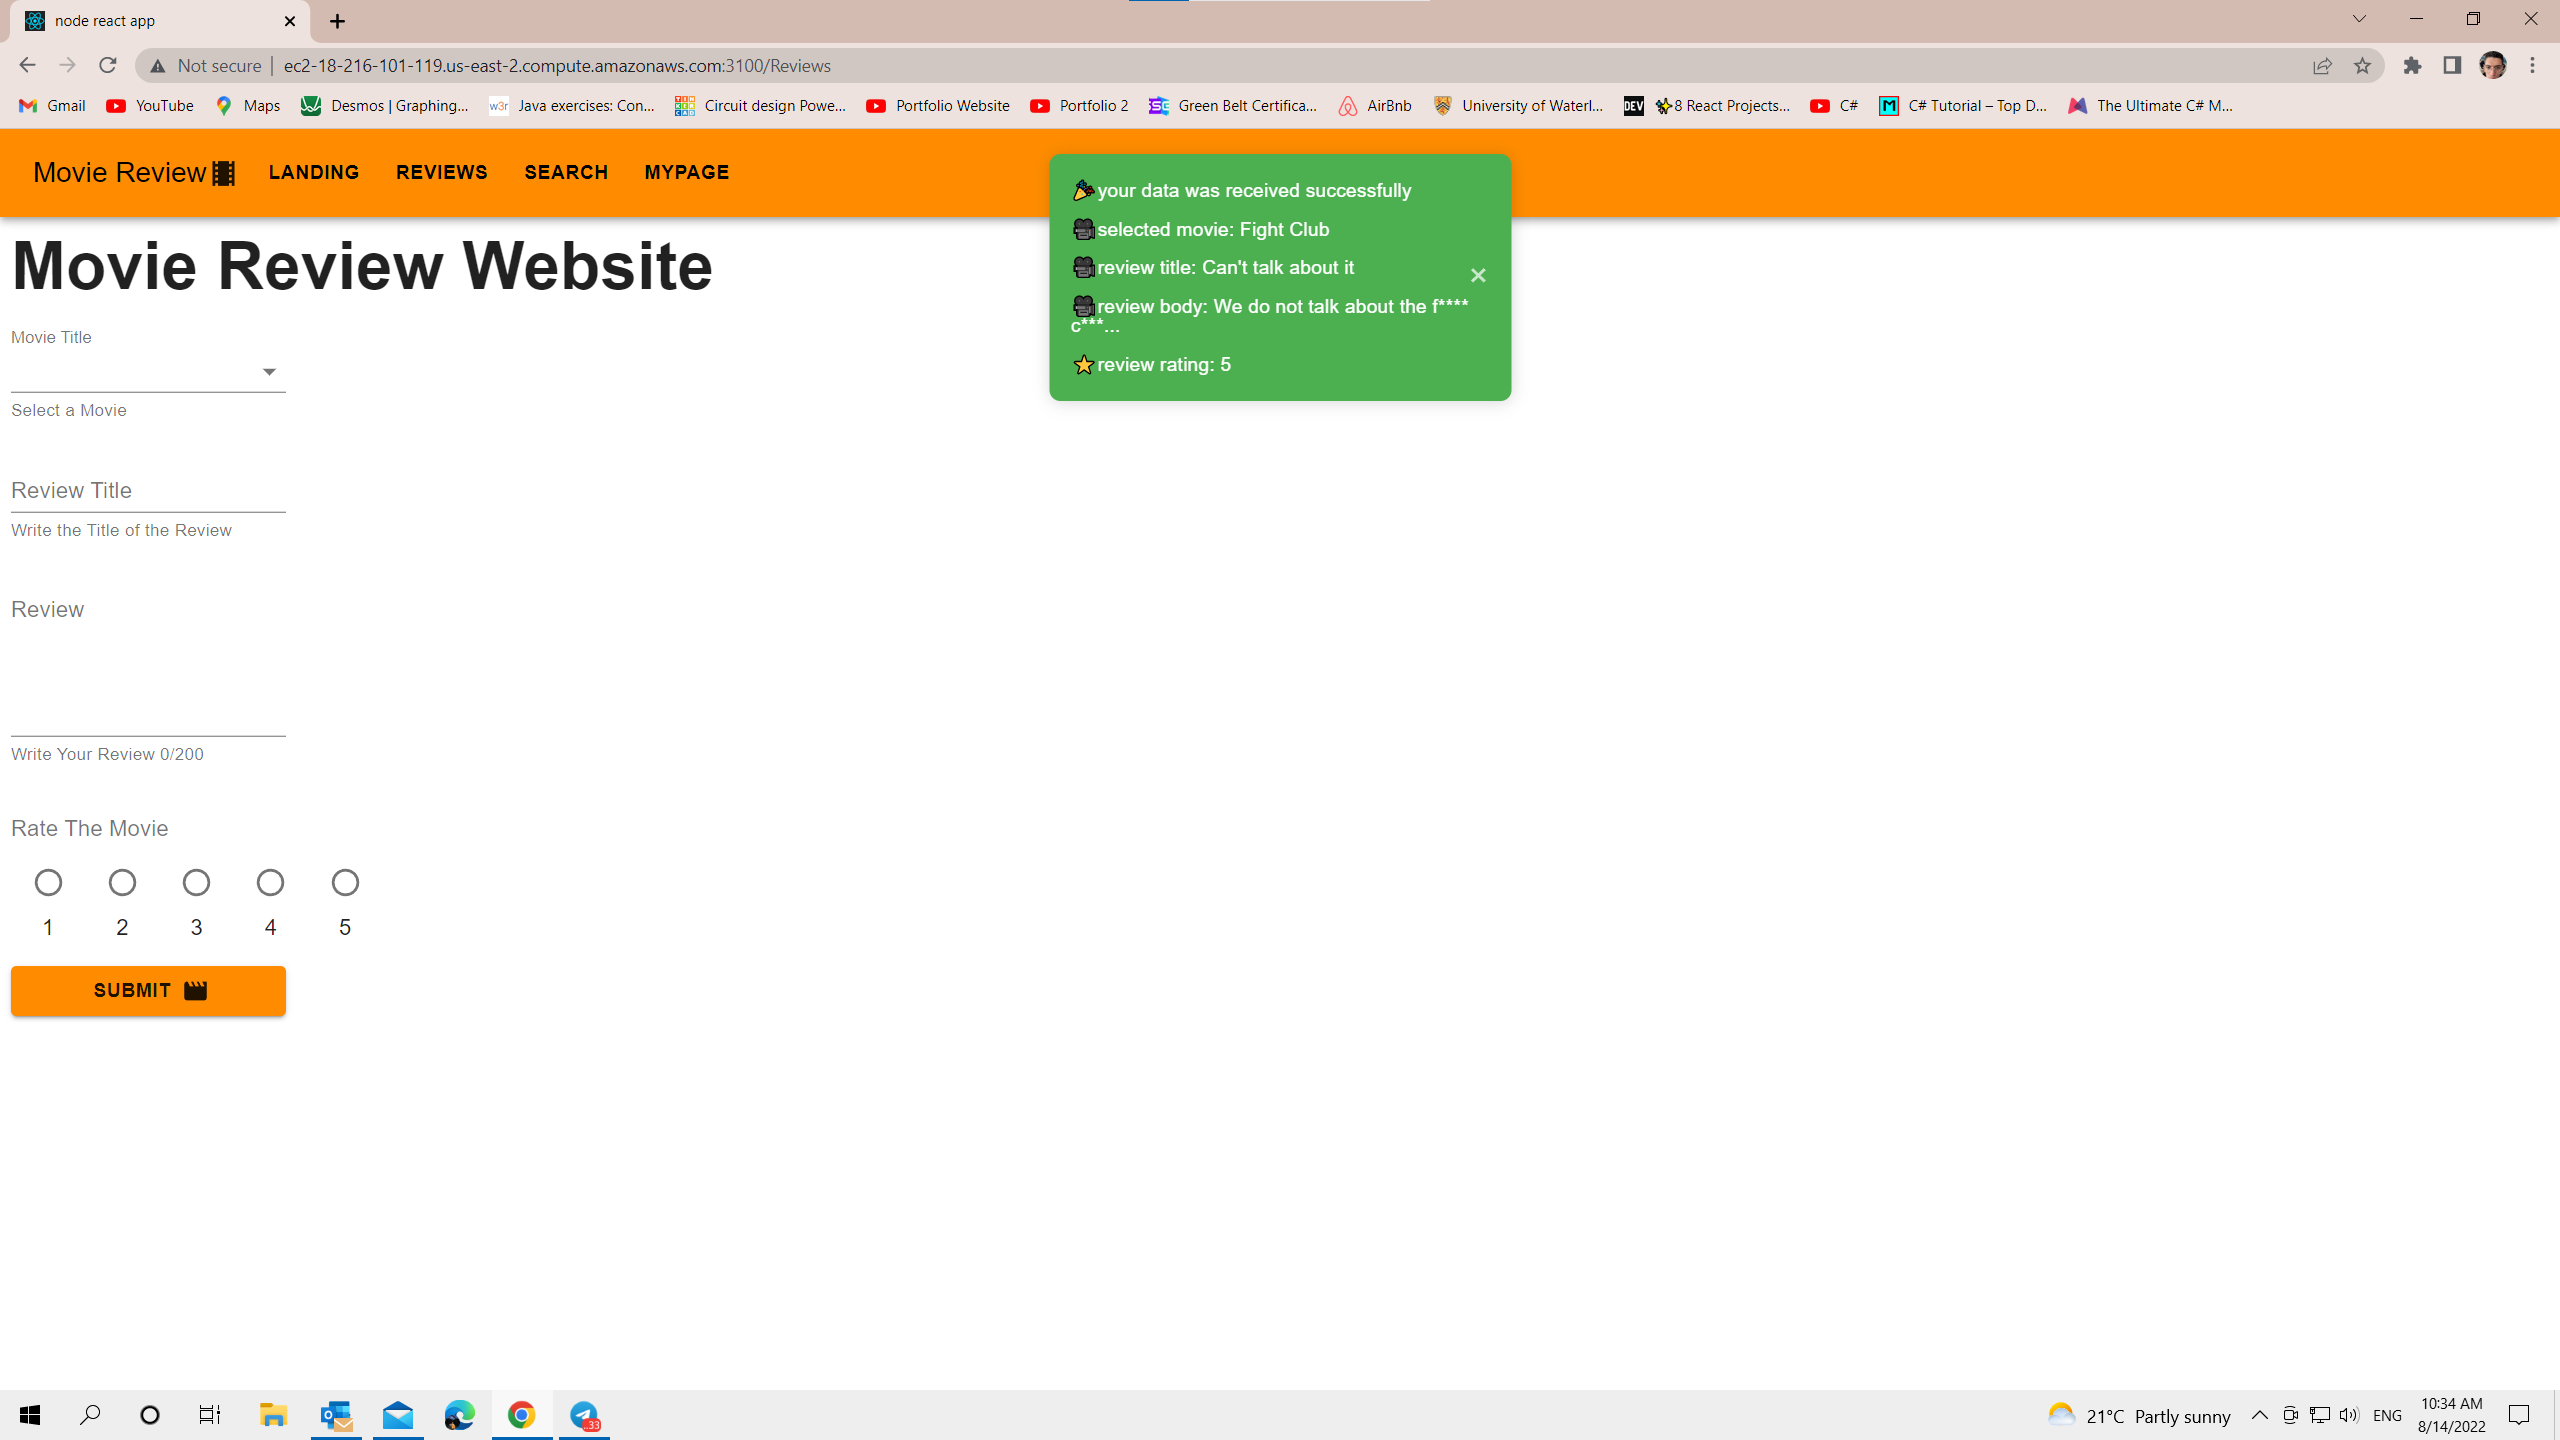 node react app
Not secure | ec2-18-216-101-119.us-east-2.compute.amazonaws.com:3100/Reviews
Gmail YouTube Maps Desmos | Graphing... Java exercises: Con... Circuit design Powe... Portfolio Website Portfolio 2 Green Belt Certifica... AirBnb University of Waterl... DEV 8 React Projects... C# C# Tutorial – Top D... The Ultimate C# M...
Movie Review LANDING REVIEWS SEARCH MYPAGE
your data was received successfully
selected movie: Fight Club
review title: Can't talk about it
review body: We do not talk about the f****
c***...
review rating: 5
Movie Review Website
Movie Title
Select a Movie
Review Title
Write the Title of the Review
Review
Write Your Review 0/200
Rate The Movie
1 2 3 4 5
SUBMIT
21°C Partly sunny ENG
10:34 AM
8/14/2022